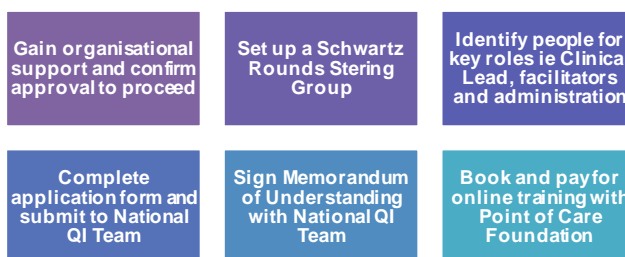 Gain organisational
support and confirm
approval to proceed
Set up a Schwartz
Rounds Stering
Group
Identify people for
key roles ie Clinical
Lead, facilitators
and administration
Complete
application form and
submit to National
QI Team
Sign Memorandum
of Understanding
with National QI
Team
Book and pay for
online training with
Point of Care
Foundation